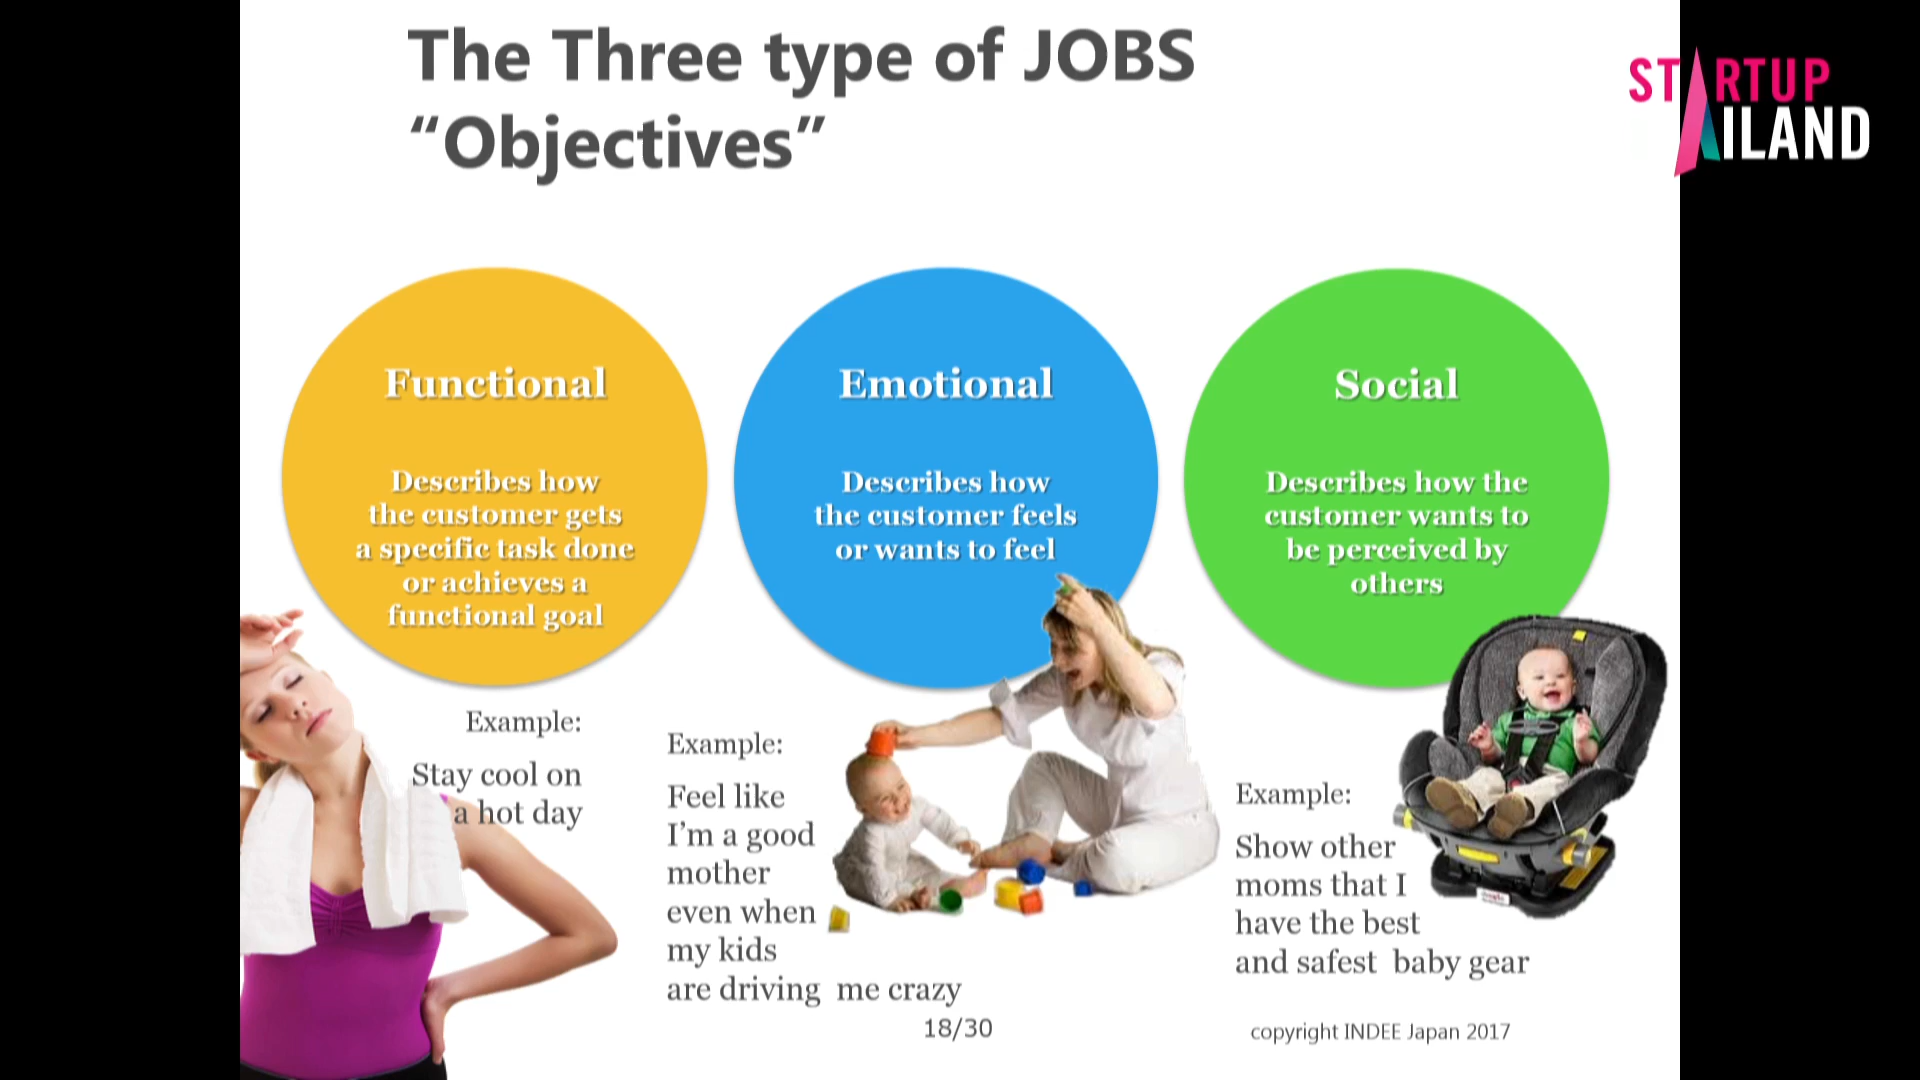 The Three type of JOBS
“Objectives”
STARTUP
AILAND
Functional
Describes how
the customer gets
a specific task done
or achieves a
functional goal
Example:
Stay cool on
a hot day
Emotional
Describes how
the customer feels
or wants to feel
Example:
Feel like
I’m a good
mother
even when
my kids
are driving me crazy
Social
Describes how the
customer wants to
be perceived by
others
Example:
Show other
moms that I
have the best
and safest baby gear
18/30
copyright INDEE Japan 2017